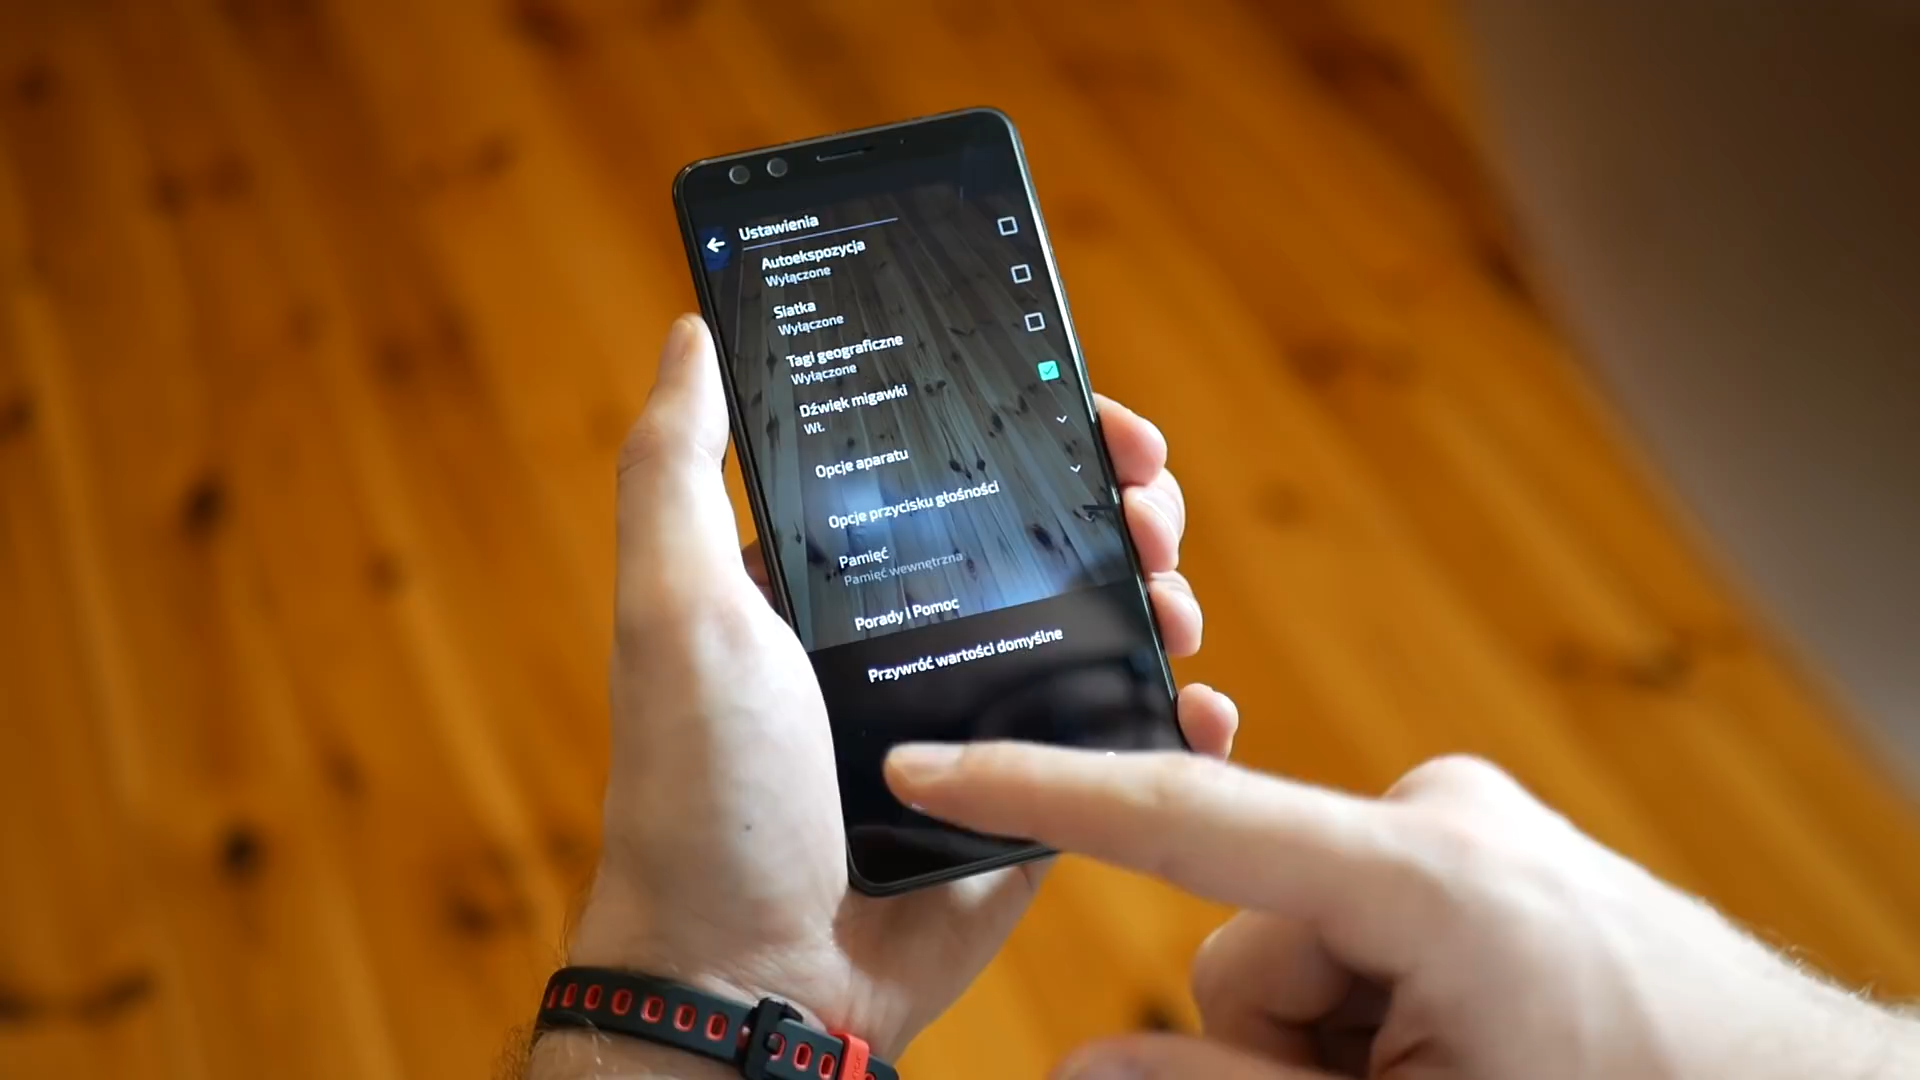 Ustawienia
Autoekspozycja
Wyłączone
Siatka
Wyłączone
Tagi geograficzne
Wyłączone
Dźwięk migawki
Wł.
Opcje aparatu
Opcje przycisku głośności
Pamięć
Pamięć wewnętrzna
Porady i Pomoc
Przywróć wartości domyślne